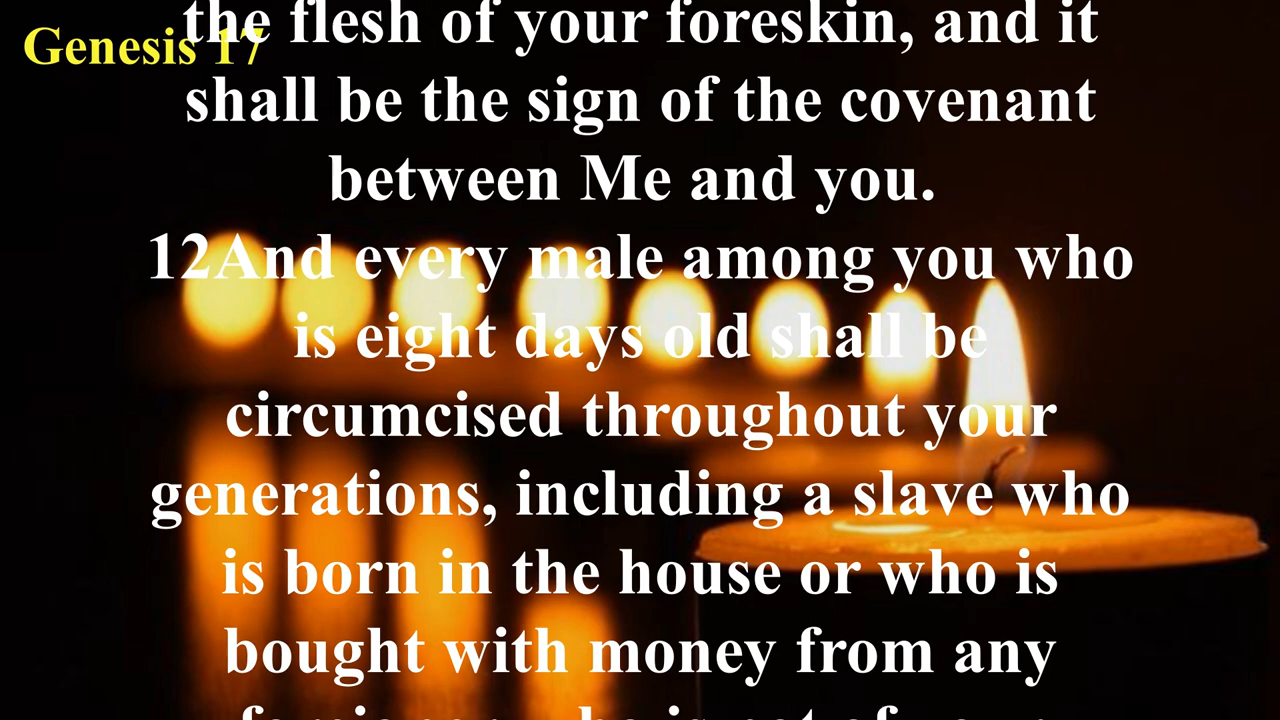 Genesis 17
the flesh of your foreskin, and it
shall be the sign of the covenant
between Me and you.
12And every male among you who
is eight days old shall be
circumcised throughout your
generations, including a slave who
is born in the house or who is
bought with money from any